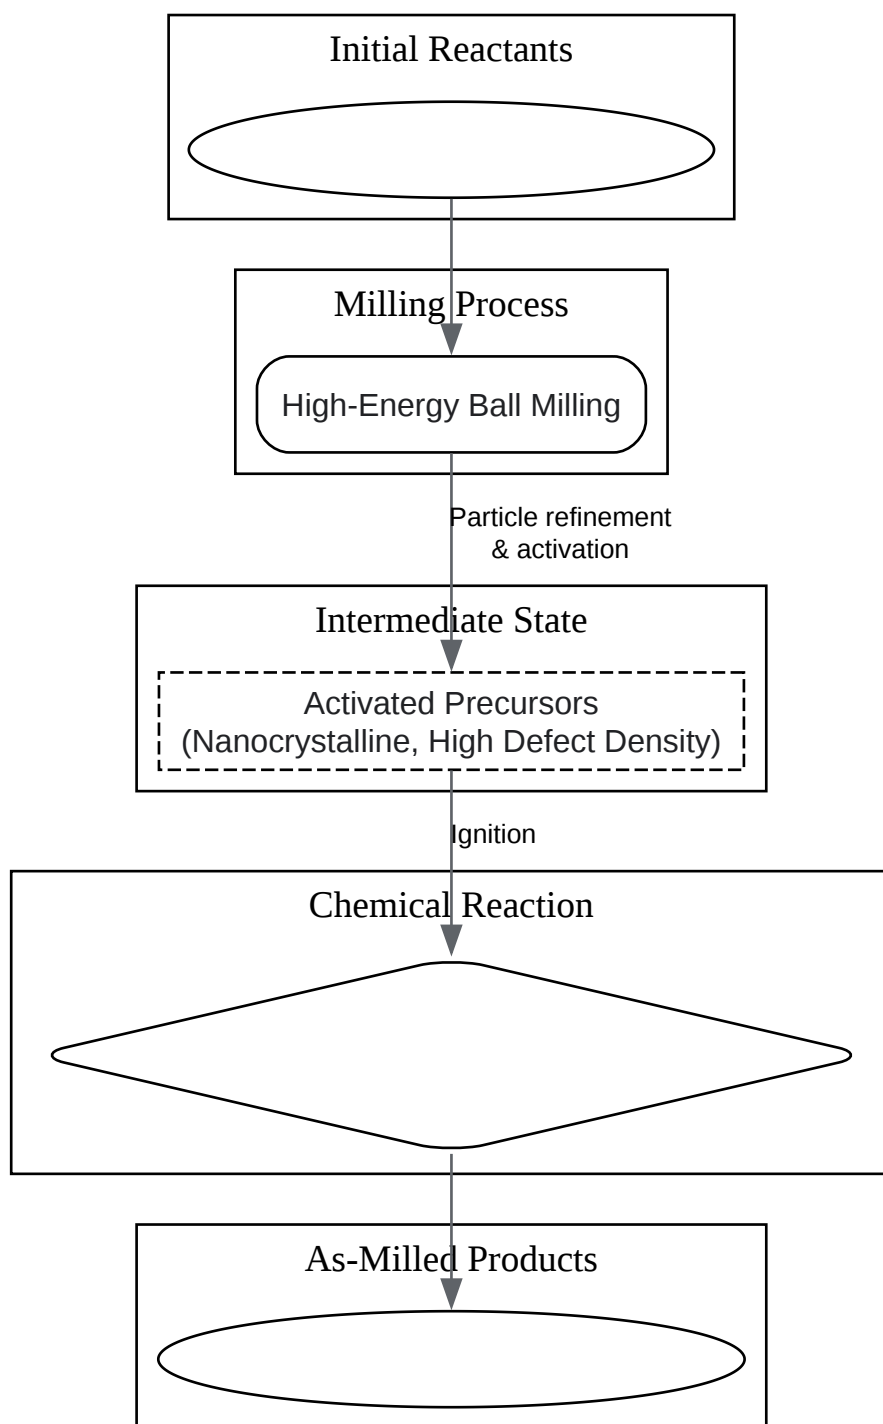 Initial Reactants
Milling Process
High-Energy Ball Milling
Particle refinement
& activation
Intermediate State
Activated Precursors
(Nanocrystalline, High Defect Density)
Ignition
Chemical Reaction
As-Milled Products